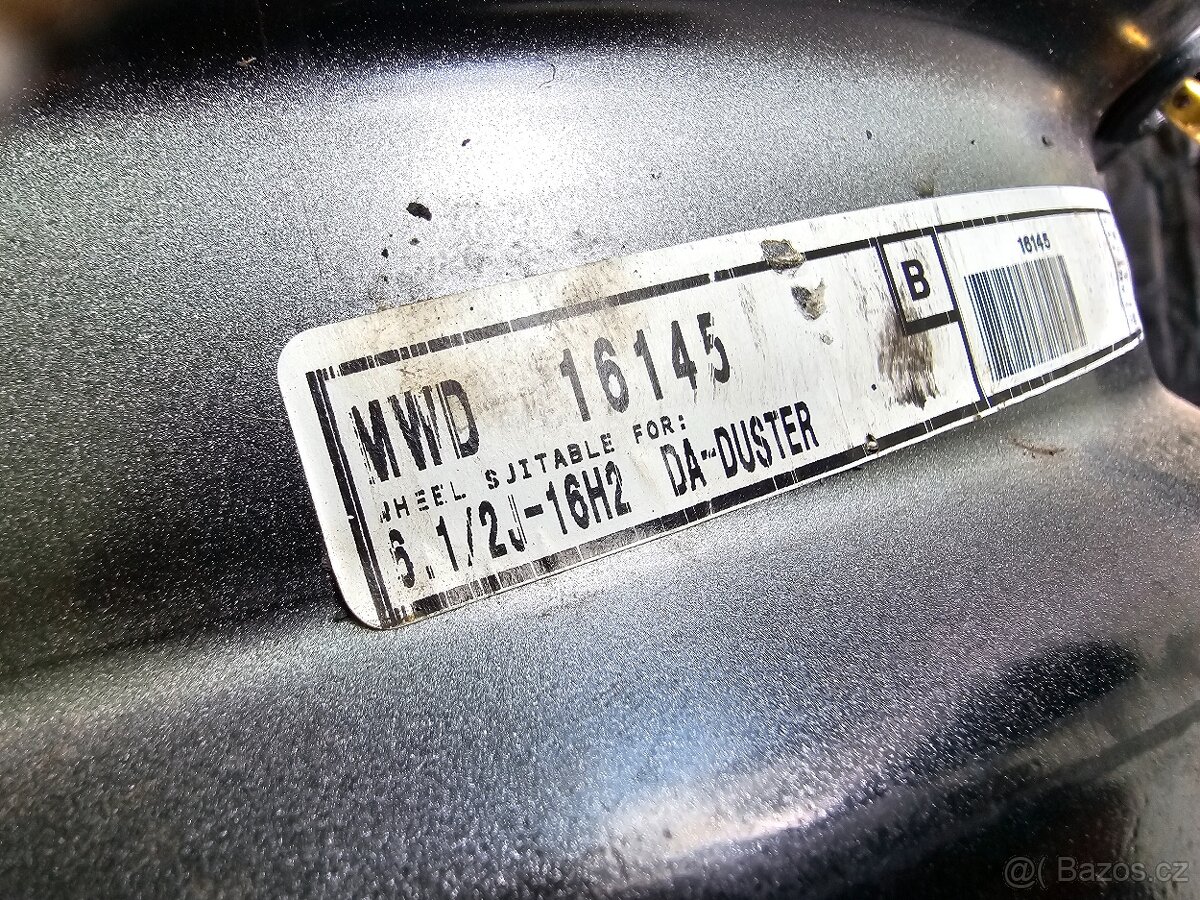 MWD 16145
WHEEL SUITABLE FOR:
6.1/2J-16H2 DA-DUSTER
B
16145
@( Bazos.cz